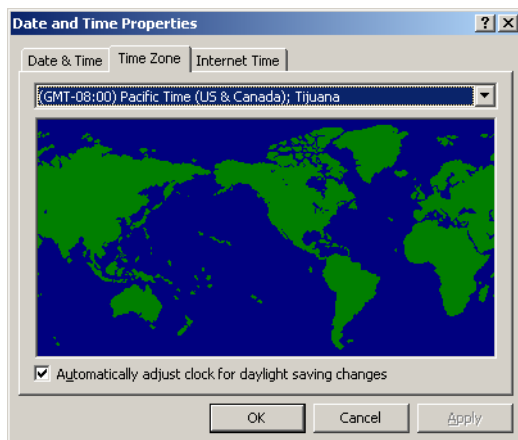 Date and Time Properties
Date & Time Time Zone Internet Time
(GMT-08:00) Pacific Time (US & Canada); Tijuana
Automatically adjust clock for daylight saving changes
OK Cancel Apply